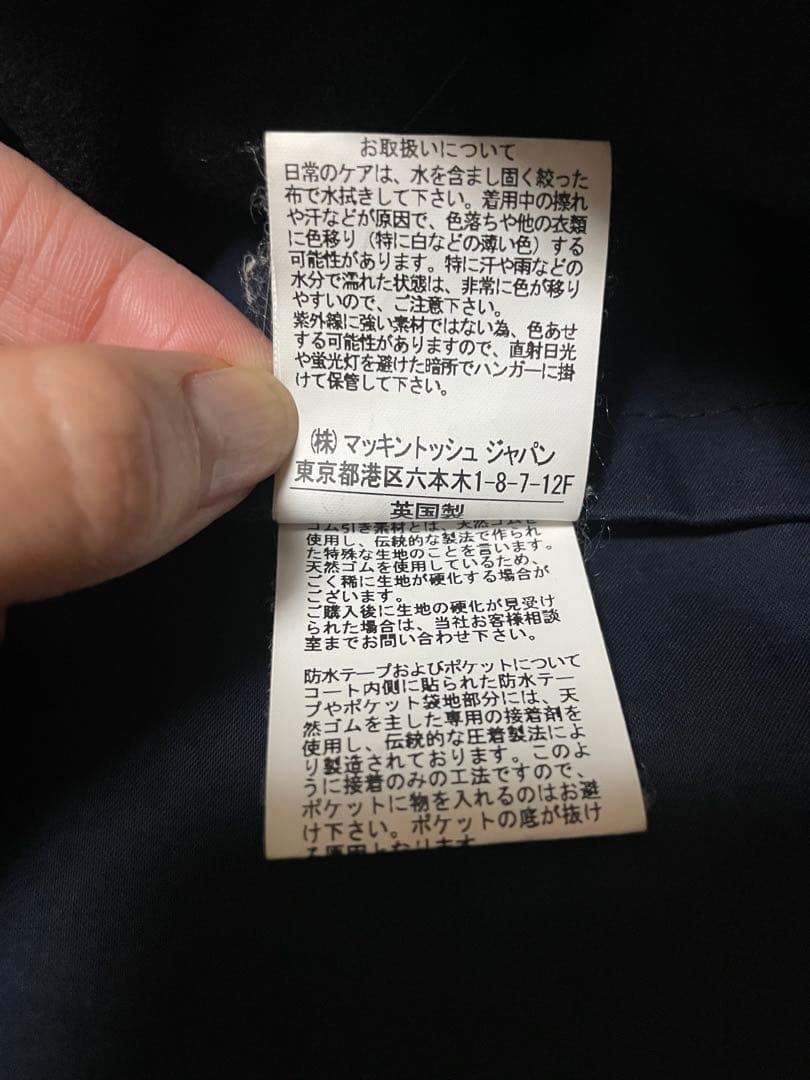 お取扱いについて
日常のケアは、水を含まし固く絞った
布で水拭きして下さい。着用中の擦れ
や汗などが原因で、色落ちや他の衣類
に色移り（特に白などの薄い色）する
可能性があります。特に汗や雨などの
水分で濡れた状態は、非常に色が移り
やすいので、ご注意下さい。
紫外線に強い素材ではない為、色あせ
する可能性がありますので、直射日光
や蛍光灯を避けた暗所でハンガーに掛
けて保管して下さい。
（株）マッキントッシュ ジャパン
東京都港区六本木1-8-7-12F
英国製
ゴム引き素材とは、天然ゴムを
使用し、伝統的な製法で作られ
た特殊な生地のことを言います。
天然ゴムを使用しているため、
ごく稀に生地が硬化する場合が
ございます。
ご購入後に生地の硬化が見受け
られた場合は、当社お客様相談
室までお問い合わせ下さい。
防水テープおよびポケットについて
コート内側に貼られた防水テー
プやポケット袋地部分には、天
然ゴムを主した専用の接着剤を
使用し、伝統的な圧着製法によ
り製造されております。このよ
うに接着のみの工法ですので、
ポケットに物を入れるのはお避
け下さい。ポケットの底が抜け
る原因となります